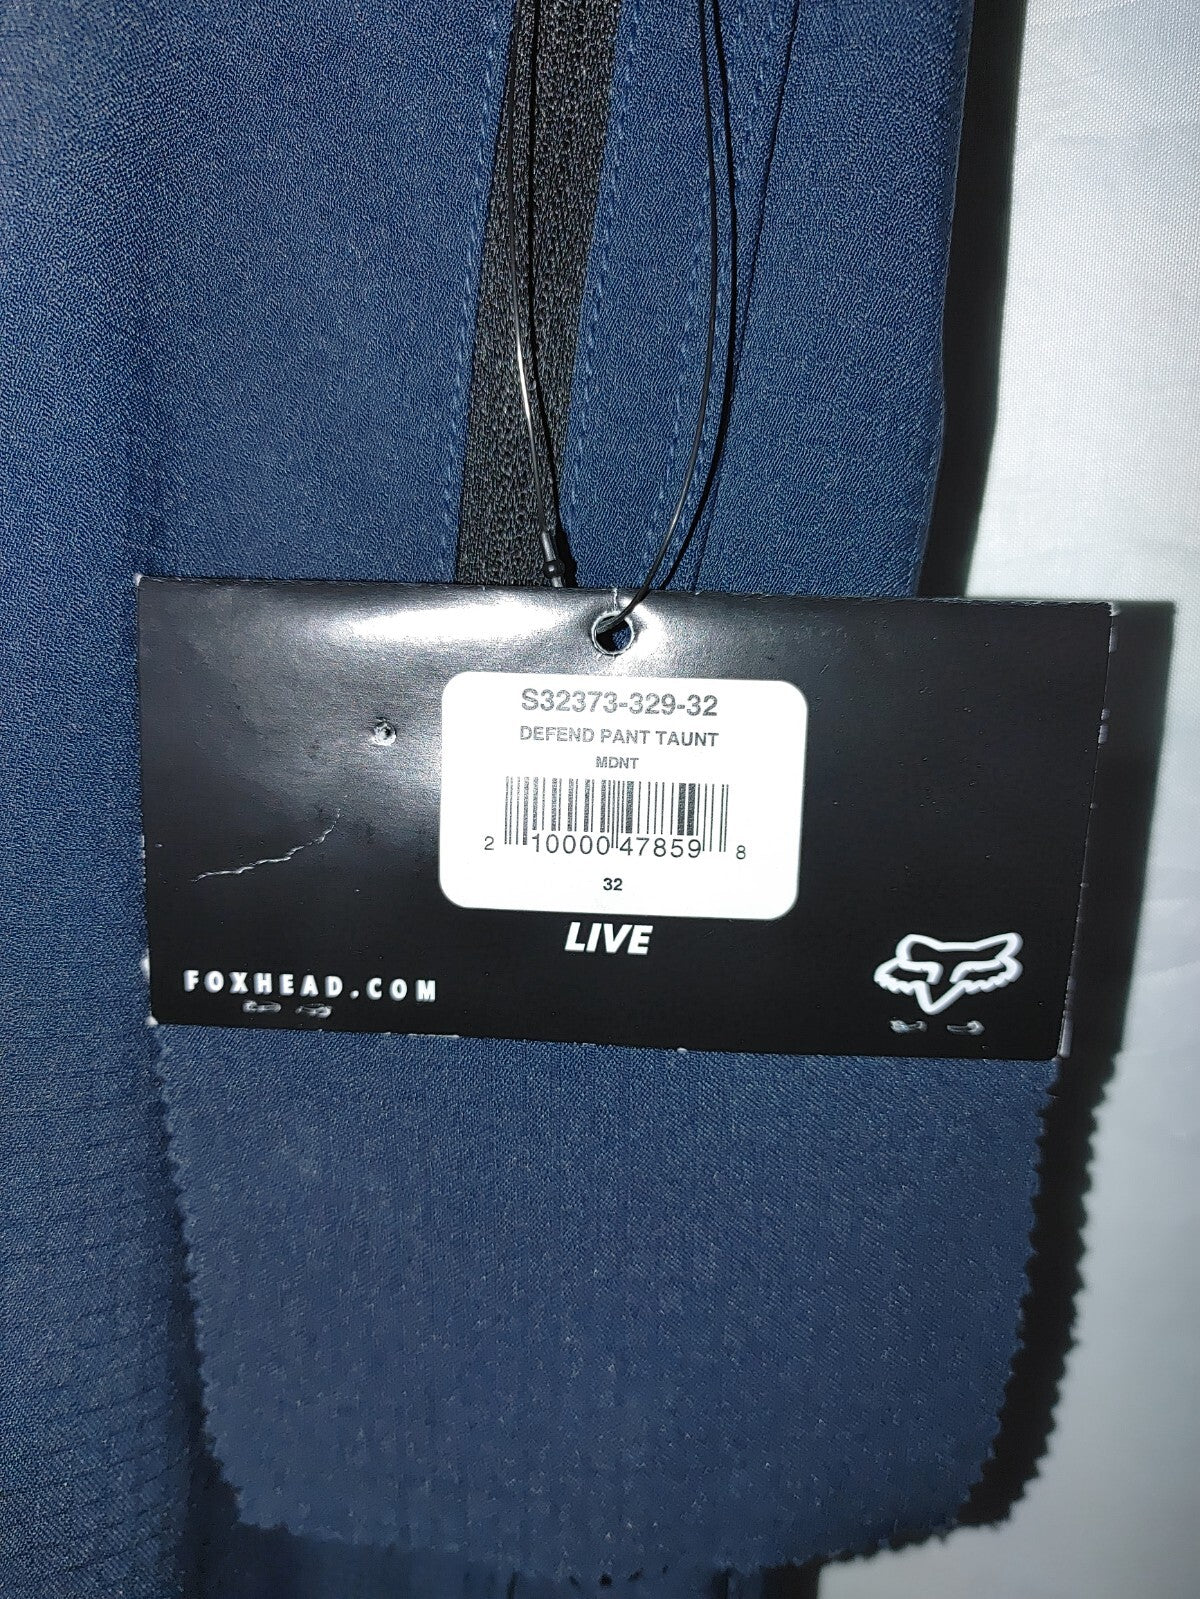 S32373-329-32
DEFEND PANT TAUNT
MDNT
2 10000 47859 8
32
LIVE
FOXHEAD.COM